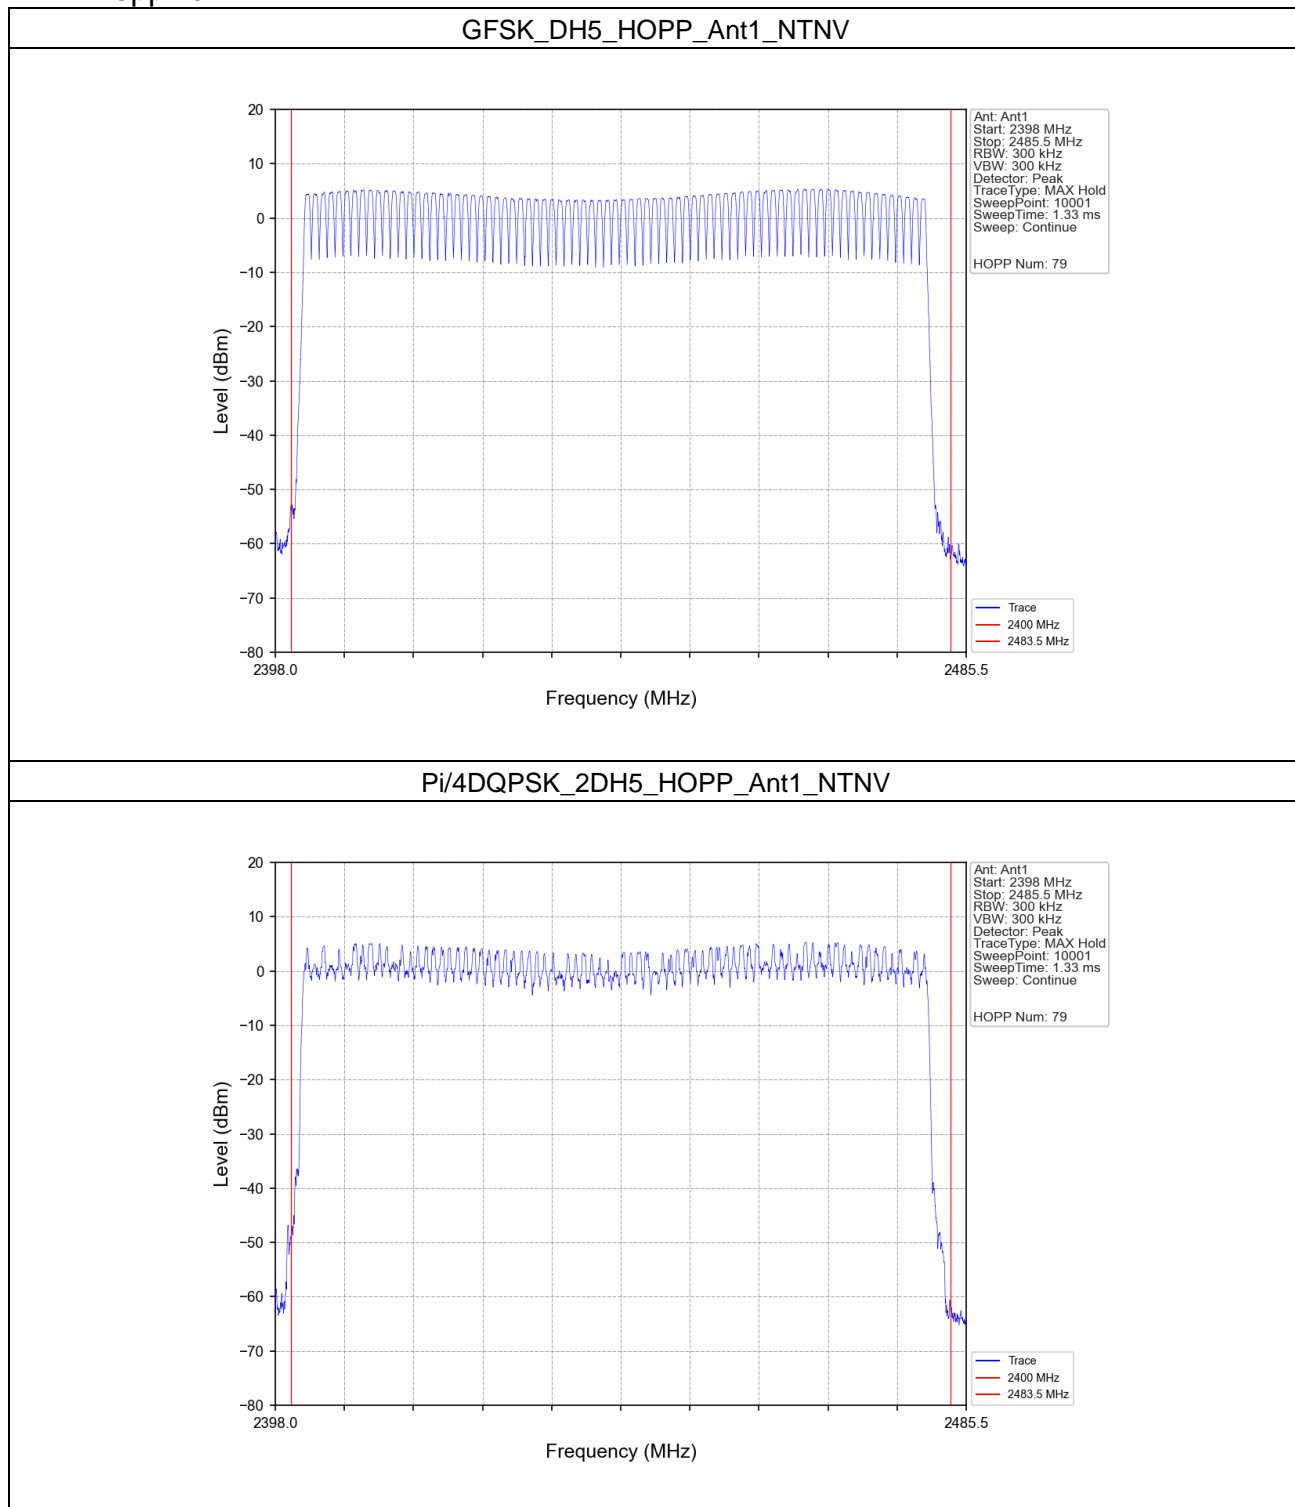 GFSK_DH5_HOPP_Ant1_NTNV
20
10
0
−10
−20
−30
−40
−50
−60
−70
−80
Level (dBm)
2398.0
2485.5
Frequency (MHz)
Ant: Ant1
Start: 2398 MHz
Stop: 2485.5 MHz
RBW: 300 kHz
VBW: 300 kHz
Detector: Peak
TraceType: MAX Hold
SweepPoint: 10001
SweepTime: 1.33 ms
Sweep: Continue
HOPP Num: 79
Trace
2400 MHz
2483.5 MHz
Pi/4DQPSK_2DH5_HOPP_Ant1_NTNV
20
10
0
−10
−20
−30
−40
−50
−60
−70
−80
Level (dBm)
2398.0
2485.5
Frequency (MHz)
Ant: Ant1
Start: 2398 MHz
Stop: 2485.5 MHz
RBW: 300 kHz
VBW: 300 kHz
Detector: Peak
TraceType: MAX Hold
SweepPoint: 10001
SweepTime: 1.33 ms
Sweep: Continue
HOPP Num: 79
Trace
2400 MHz
2483.5 MHz